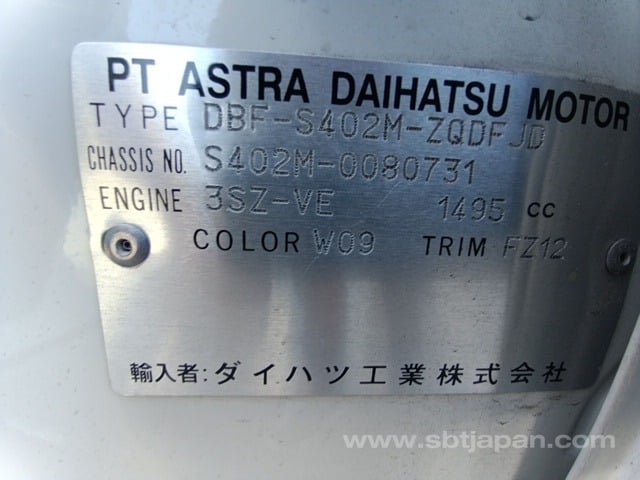 PT ASTRA DAIHATSU MOTOR
TYPE DBF-S402M-ZQDFJD
CHASSIS NO. S402M-0080731
ENGINE 3SZ-VE 1495 cc
COLOR W09 TRIM FZ12
輸入者:ダイハツ工業株式会社
www.sbtjapan.com